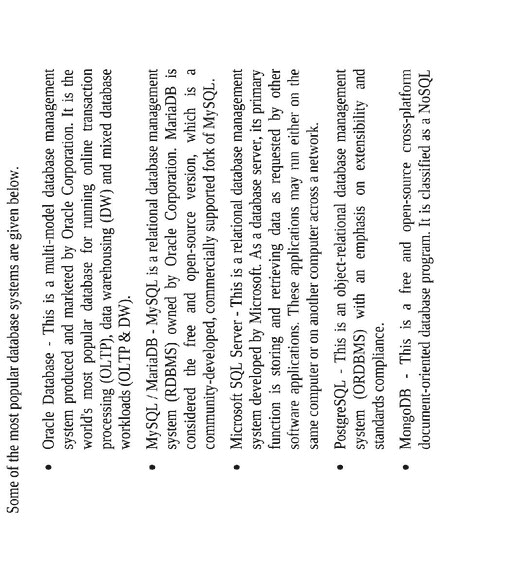 Some of the most popular database systems are given below.
• Oracle Database - This is a multi-model database management
system produced and marketed by Oracle Corporation. It is the
world's most popular database for running online transaction
processing (OLTP), data warehousing (DW) and mixed database
workloads (OLTP & DW).
• MySQL / MariaDB - MySQL is a relational database management
system (RDBMS) owned by Oracle Corporation. MariaDB is
considered the free and open-source version, which is a
community-developed, commercially supported fork of MySQL.
• Microsoft SQL Server - This is a relational database management
system developed by Microsoft. As a database server, its primary
function is storing and retrieving data as requested by other
software applications. These applications may run either on the
same computer or on another computer across a network.
• PostgreSQL - This is an object-relational database management
system (ORDBMS) with an emphasis on extensibility and
standards compliance.
• MongoDB - This is a free and open-source cross-platform
document-oriented database program. It is classified as a NoSQL